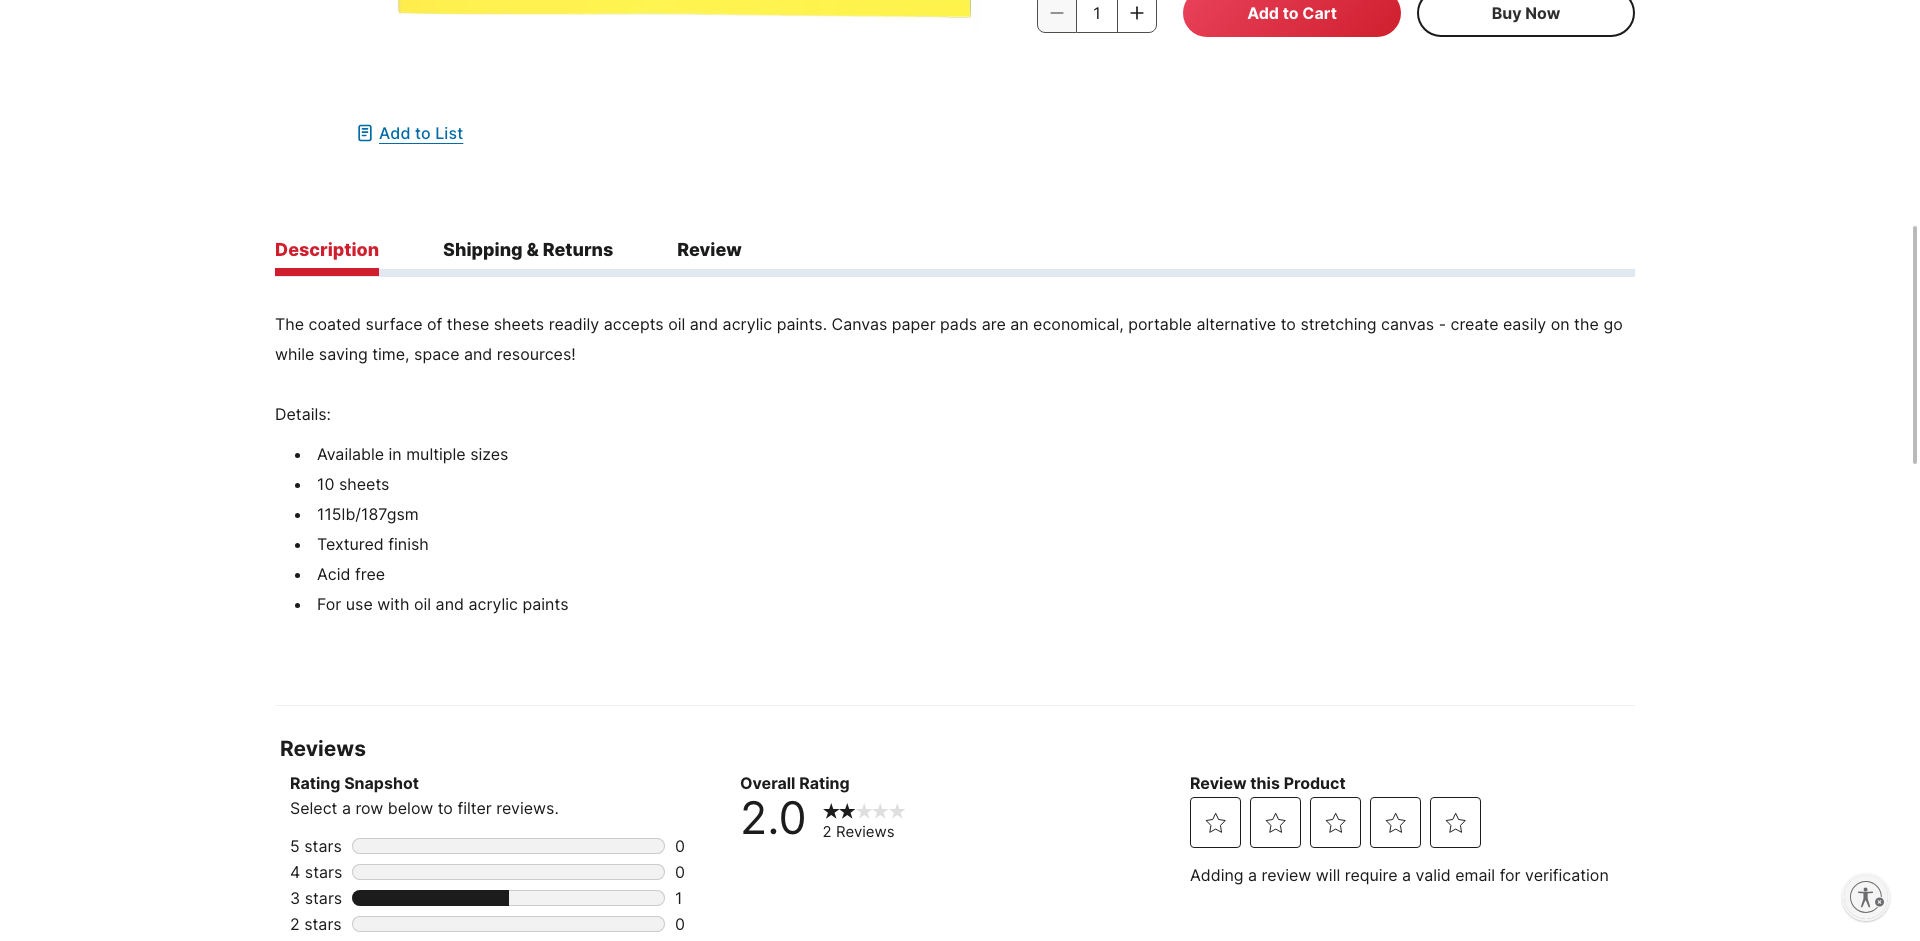 1
Add to Cart
Buy Now
Add to List
Description
Shipping & Returns
Review
The coated surface of these sheets readily accepts oil and acrylic paints. Canvas paper pads are an economical, portable alternative to stretching canvas - create easily on the go
while saving time, space and resources!
Details:
Available in multiple sizes
10 sheets
115lb/187gsm
Textured finish
Acid free
For use with oil and acrylic paints
Reviews
Rating Snapshot
Select a row below to filter reviews.
5 stars 0
4 stars 0
3 stars 1
2 stars 0
Overall Rating
2.0
2 Reviews
Review this Product
Adding a review will require a valid email for verification